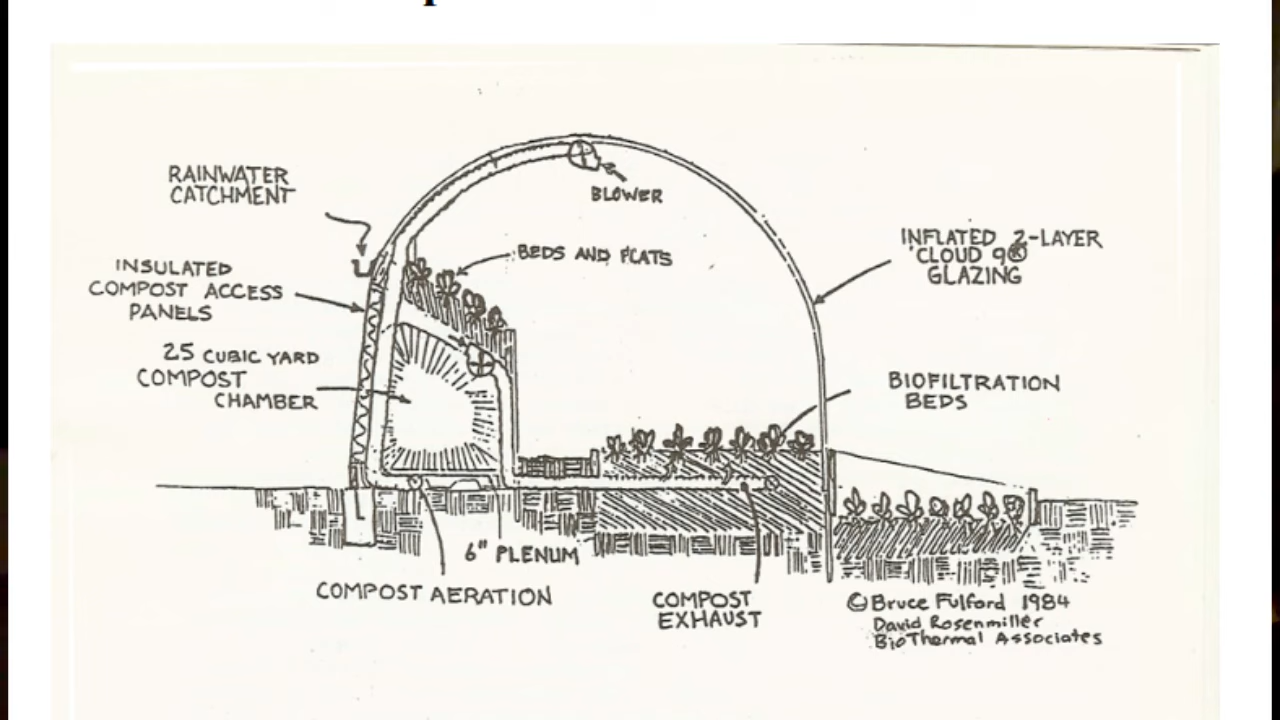 RAINWATER
CATCHMENT
BLOWER
BEDS AND FLATS
INFLATED 2-LAYER
CLOUD 9®
GLAZING
INSULATED
COMPOST ACCESS
PANELS
25 CUBIC YARD
COMPOST
CHAMBER
BIOFILTRATION
BEDS
6" PLENUM
COMPOST AERATION
COMPOST
EXHAUST
©Bruce Fulford 1984
David Rosenmiller
BioThermal Associates